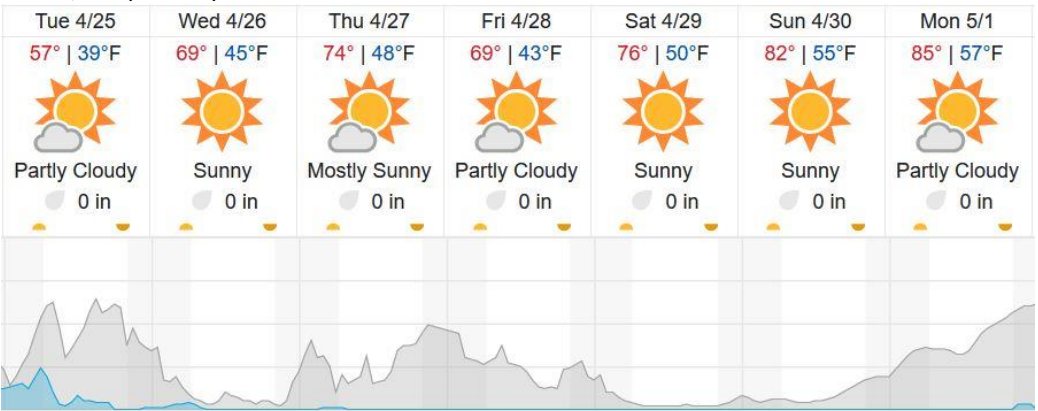 Tue 4/25 Wed 4/26 Thu 4/27 Fri 4/28 Sat 4/29 Sun 4/30 Mon 5/1
57° | 39°F 69° | 45°F 74° | 48°F 69° | 43°F 76° | 50°F 82° | 55°F 85° | 57°F
Partly Cloudy Sunny Mostly Sunny Partly Cloudy Sunny Sunny Partly Cloudy
0 in 0 in 0 in 0 in 0 in 0 in 0 in